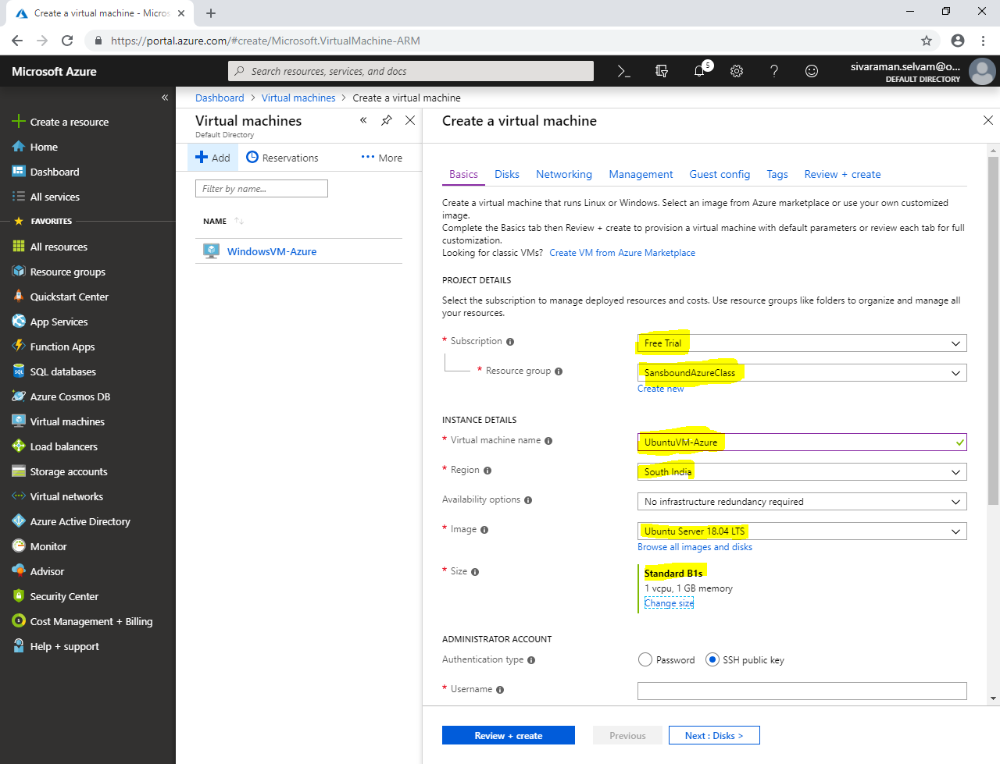 Create a virtual machine - Micros
https://portal.azure.com/#create/Microsoft.VirtualMachine-ARM
Microsoft Azure
Search resources, services, and docs
5
sivaraman.selvam@o...
DEFAULT DIRECTORY
Create a resource
Home
Dashboard
All services
FAVORITES
All resources
Resource groups
Quickstart Center
App Services
Function Apps
SQL databases
Azure Cosmos DB
Virtual machines
Load balancers
Storage accounts
Virtual networks
Azure Active Directory
Monitor
Advisor
Security Center
Cost Management + Billing
Help + support
Dashboard > Virtual machines > Create a virtual machine
Virtual machines
Default Directory
Add
Reservations
More
Filter by name...
NAME
WindowsVM-Azure
Create a virtual machine
Basics Disks Networking Management Guest config Tags Review + create
Create a virtual machine that runs Linux or Windows. Select an image from Azure marketplace or use your own customized
image.
Complete the Basics tab then Review + create to provision a virtual machine with default parameters or review each tab for full
customization.
Looking for classic VMs? Create VM from Azure Marketplace
PROJECT DETAILS
Select the subscription to manage deployed resources and costs. Use resource groups like folders to organize and manage all
your resources.
* Subscription
Free Trial
* Resource group
SansboundAzureClass
Create new
INSTANCE DETAILS
* Virtual machine name
UbuntuVM-Azure
* Region
South India
Availability options
No infrastructure redundancy required
* Image
Ubuntu Server 18.04 LTS
Browse all images and disks
* Size
Standard B1s
1 vcpu, 1 GB memory
Change size
ADMINISTRATOR ACCOUNT
Authentication type
Password SSH public key
* Username
Review + create
Previous
Next : Disks >